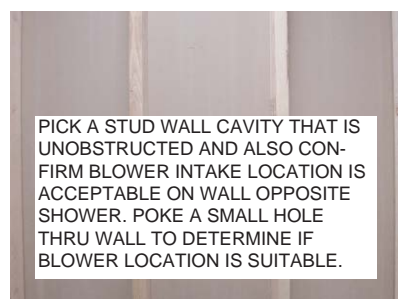 PICK A STUD WALL CAVITY THAT IS
UNOBSTRUCTED AND ALSO CON-
FIRM BLOWER INTAKE LOCATION IS
ACCEPTABLE ON WALL OPPOSITE
SHOWER. POKE A SMALL HOLE
THRU WALL TO DETERMINE IF
BLOWER LOCATION IS SUITABLE.